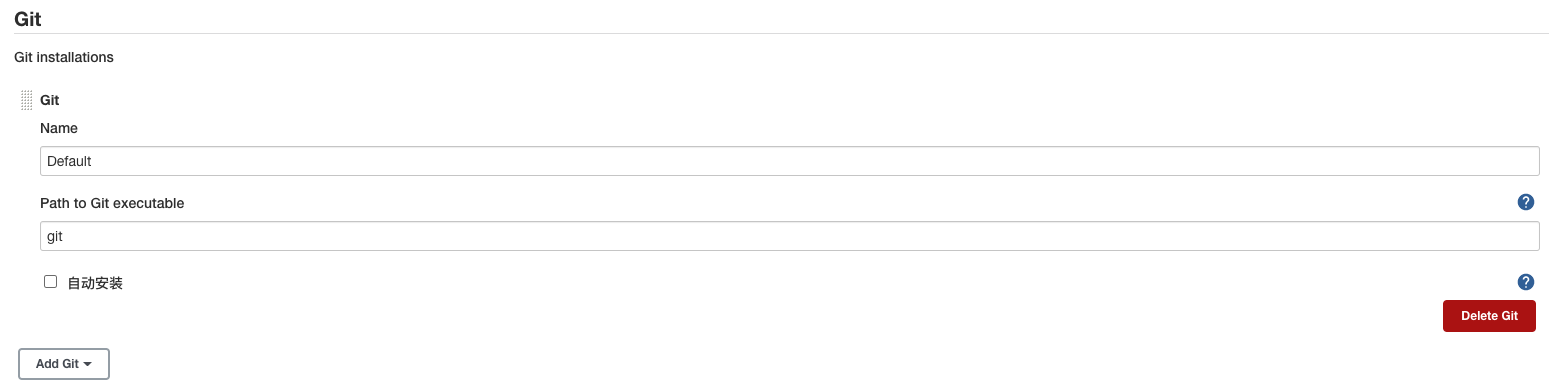 Git
Git installations
Git
Name
Default
Path to Git executable
?
git
自动安装
?
Delete Git
Add Git